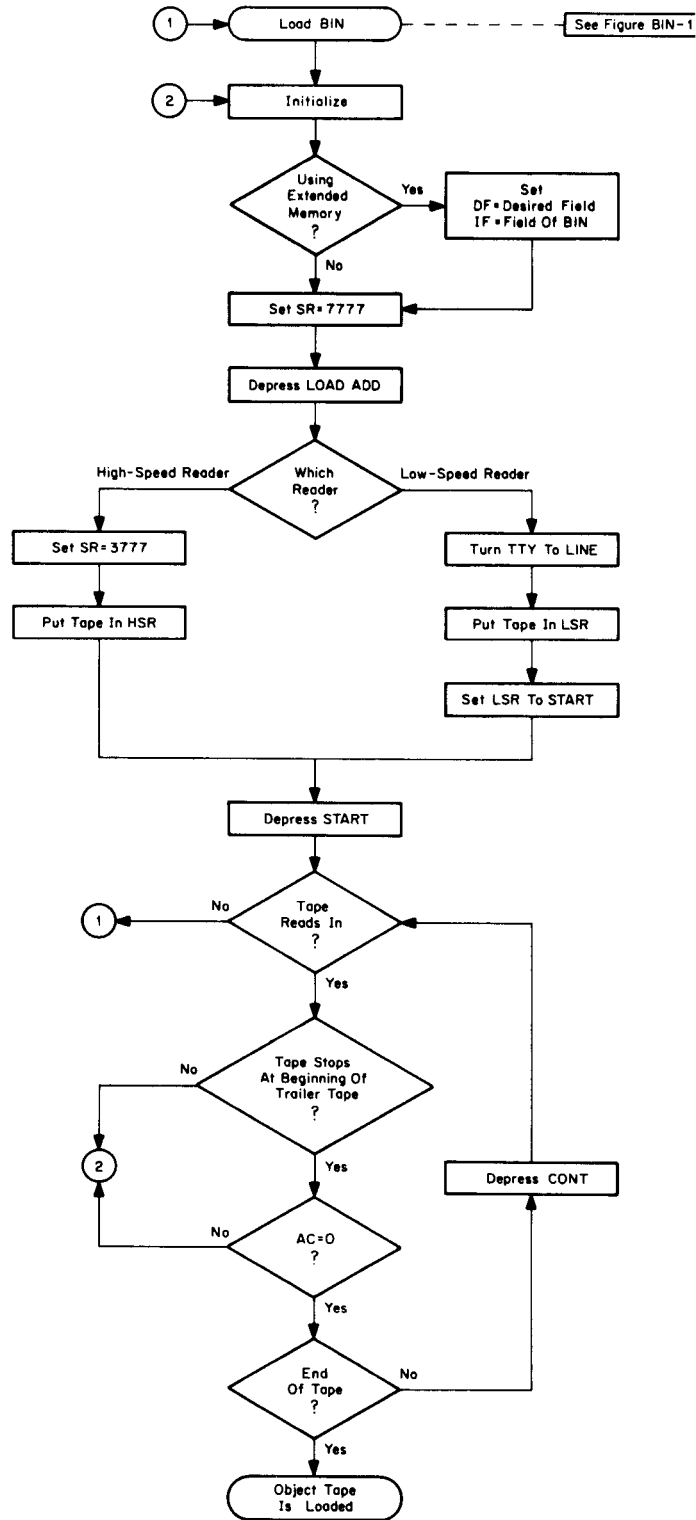 1
Load BIN
See Figure BIN-1
2
Initialize
Using
Extended
Memory
?
Yes
Set
DF=Desired Field
IF=Field Of BIN
No
Set SR=7777
Depress LOAD ADD
High-Speed Reader
Which
Reader
?
Low-Speed Reader
Set SR=3777
Turn TTY To LINE
Put Tape In HSR
Put Tape In LSR
Set LSR To START
Depress START
No
1
Tape
Reads In
?
Yes
No
Tape Stops
At Beginning Of
Trailer Tape
?
2
Yes
Depress CONT
No
AC=0
?
Yes
End
Of Tape
?
No
Yes
Object Tape
Is Loaded